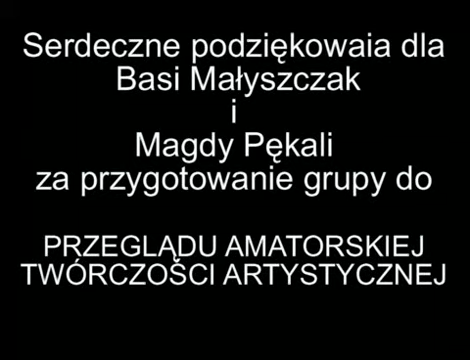 Serdeczne podziękowaia dla
Basi Małyszczak
i
Magdy Pękali
za przygotowanie grupy do
PRZEGLĄDU AMATORSKIEJ
TWÓRCZOŚCI ARTYSTYCZNEJ